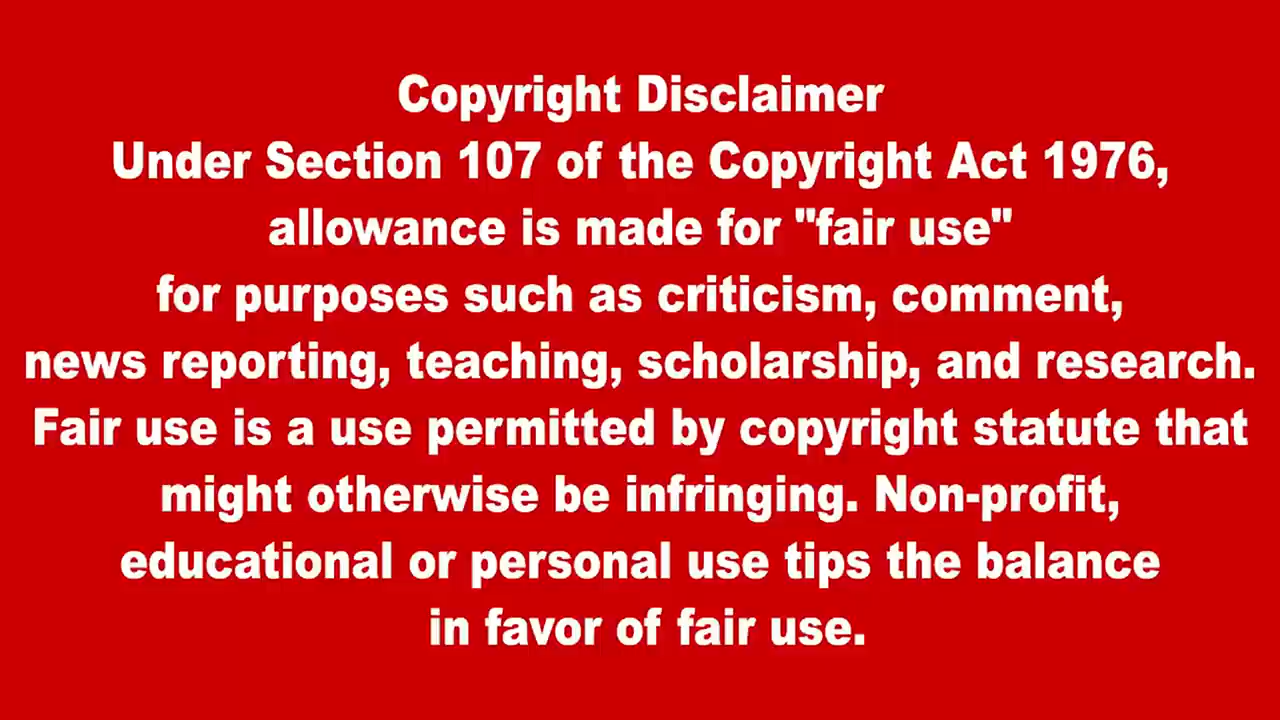 Copyright Disclaimer
Under Section 107 of the Copyright Act 1976,
allowance is made for "fair use"
for purposes such as criticism, comment,
news reporting, teaching, scholarship, and research.
Fair use is a use permitted by copyright statute that
might otherwise be infringing. Non-profit,
educational or personal use tips the balance
in favor of fair use.